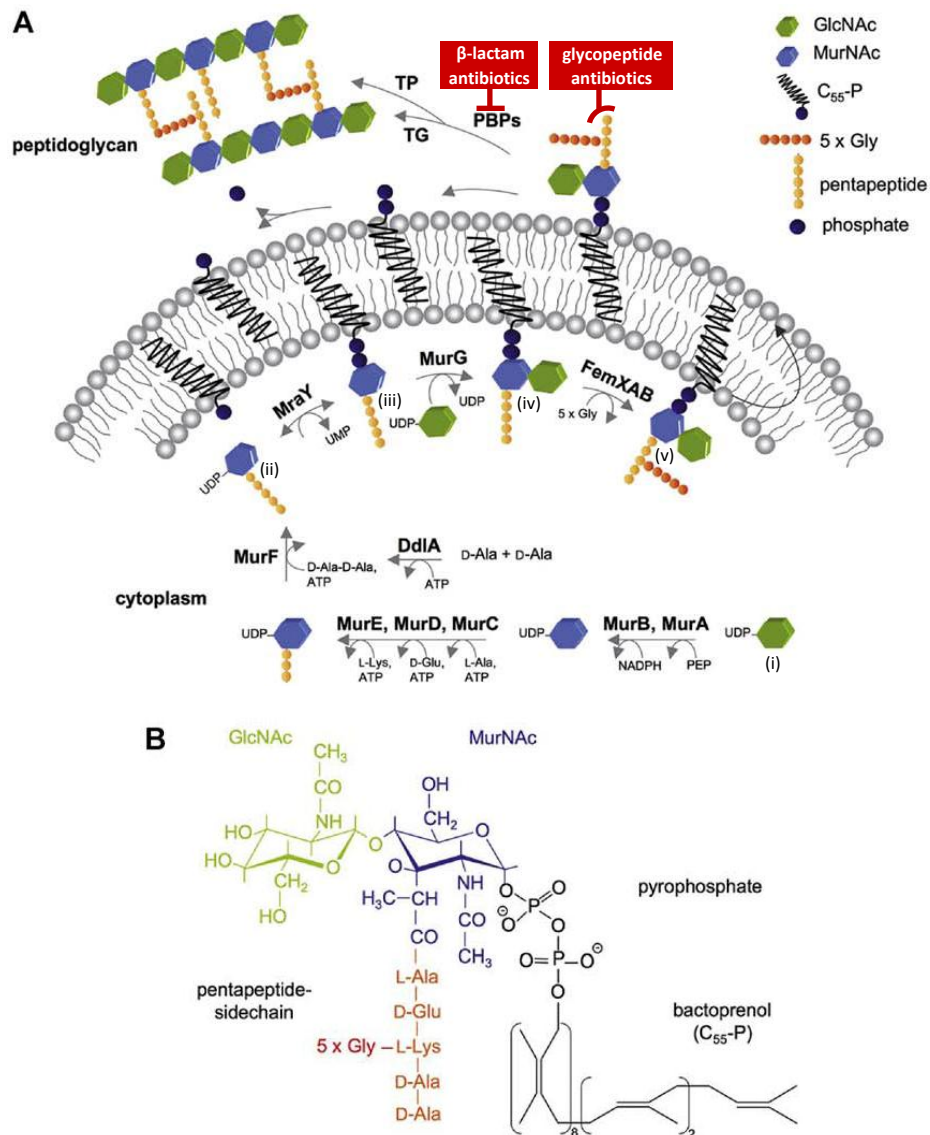 A
β-lactam
antibiotics
glycopeptide
antibiotics
GlcNAc
MurNAc
C55-P
5 x Gly
pentapeptide
phosphate
TP
PBPs
TG
peptidoglycan
MraY
UMP
(iii)
MurG
UDP
UDP
(iv)
FemXAB
5 x Gly
(v)
UDP
(ii)
MurF
D-Ala-D-Ala,
ATP
DdlA
ATP
D-Ala + D-Ala
cytoplasm
UDP
MurE, MurD, MurC
L-Lys,
ATP
D-Glu,
ATP
L-Ala,
ATP
UDP
MurB, MurA
NADPH
PEP
UDP
(i)
B
GlcNAc
MurNAc
CH3
CO
NH
HO
HO
O
CH2
HO
O
OH
CH2
O
O
NH
CO
CH3
H3C
CH
CO
O
P
O
O
⊖
O
O
P
O
⊖
O
pyrophosphate
pentapeptide-
sidechain
L-Ala
D-Glu
5 x Gly
L-Lys
D-Ala
D-Ala
bactoprenol
(C55-P)
8
2